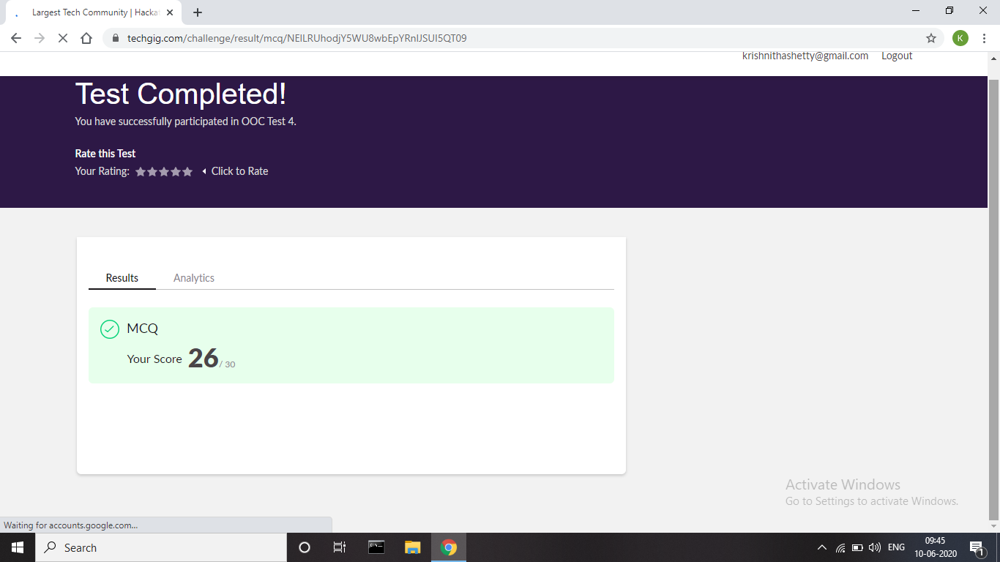 Largest Tech Community | Hacka
techgig.com/challenge/result/mcq/NEILRUhodjY5WU8wbEpYRnlJSUI5QT09
K
krishnithashetty@gmail.com Logout
Test Completed!
You have successfully participated in OOC Test 4.
Rate this Test
Your Rating: Click to Rate
Results Analytics
MCQ
Your Score 26 / 30
Activate Windows
Go to Settings to activate Windows.
Waiting for accounts.google.com...
Search
ENG
09:45
10-06-2020
1